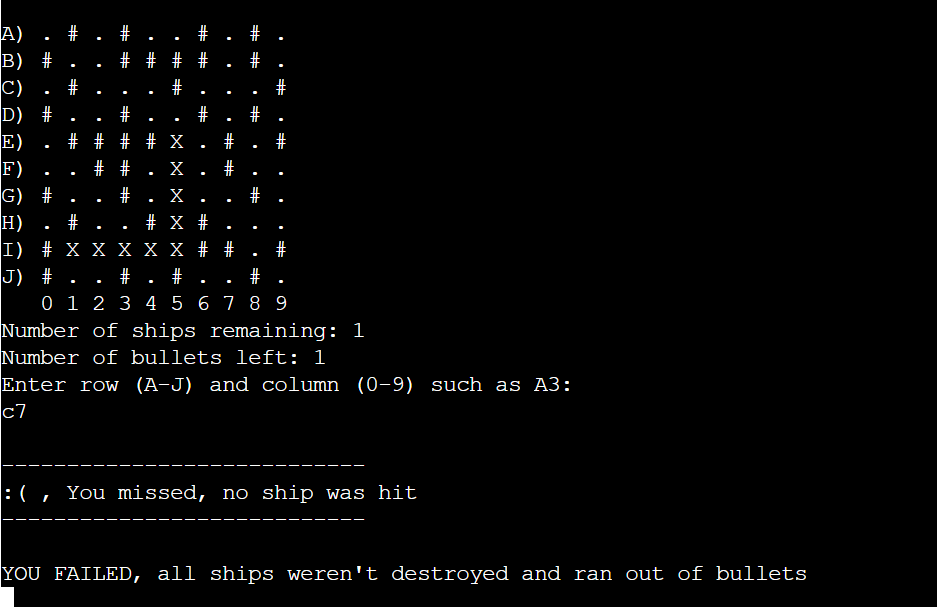 A) . # . # . . # . # .
B) # . . # # # # . # .
C) . # . . . # . . . #
D) # . . # . . # . # .
E) . # # # # X . # . #
F) . . # # . X . # . .
G) # . . # . X . . # .
H) . # . . # X # . . .
I) # X X X X X # # . #
J) # . . # . # . . # .
0 1 2 3 4 5 6 7 8 9
Number of ships remaining: 1
Number of bullets left: 1
Enter row (A-J) and column (0-9) such as A3:
c7
----------------------------
:( , You missed, no ship was hit
----------------------------
YOU FAILED, all ships weren't destroyed and ran out of bullets